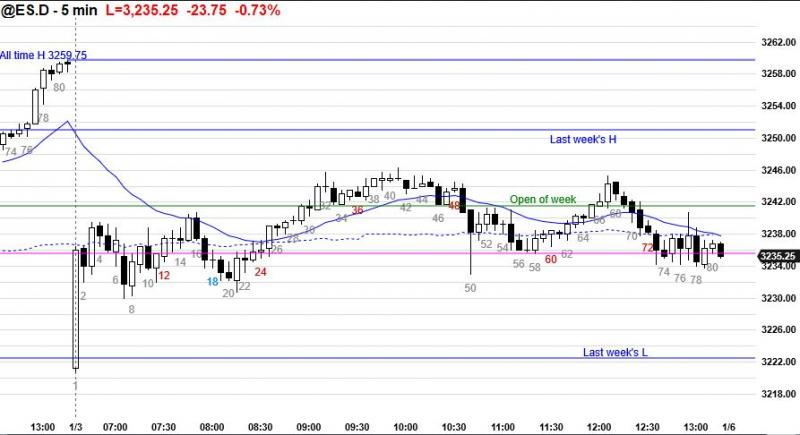 @ES.D - 5 min L=3,235.25 -23.75 -0.73%
3262.00
All time H 3259.75
3258.00
80
3254.00
78
Last week's H
3250.00
74 76
3246.00
32 34 36 38 40 42 44 46 48
Open of week
3242.00
60 66
3238.00
26 28 52 54 56 58 60 62 64 70 72
3235.25
2 4 6 8 10 12 14 16 18 20 22 24
3234.00
50 74 76 78 80
3230.00
3226.00
Last week's L
3222.00
1
3218.00
13:00 1/3 07:00 07:30 08:00 08:30 09:00 09:30 10:00 10:30 11:00 11:30 12:00 12:30 13:00 1/6